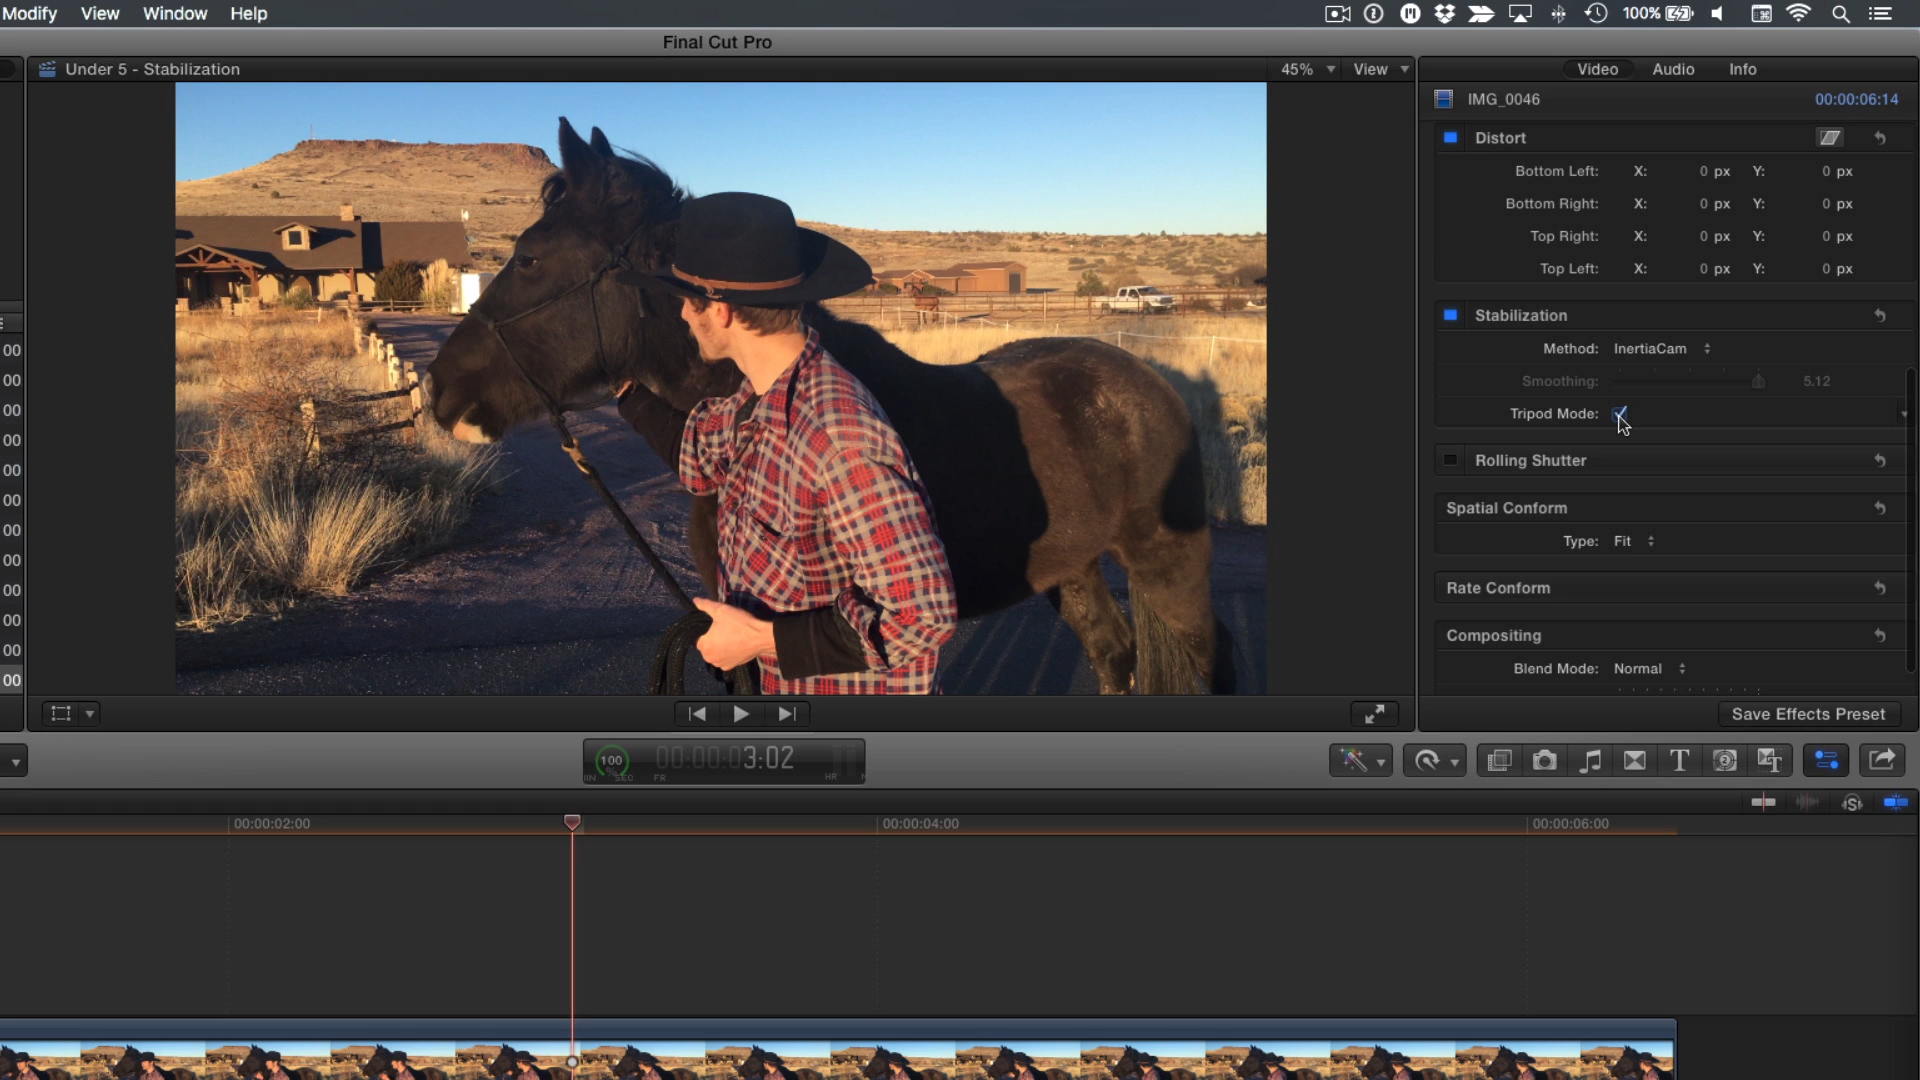 Modify View Window Help 100%
Final Cut Pro
Under 5 - Stabilization 45% View
Video Audio Info
IMG_0046 00:00:06:14
Distort
Bottom Left: X: 0 px Y: 0 px
Bottom Right: X: 0 px Y: 0 px
Top Right: X: 0 px Y: 0 px
Top Left: X: 0 px Y: 0 px
Stabilization
Method: InertiaCam
Smoothing: 5.12
Tripod Mode:
Rolling Shutter
Spatial Conform
Type: Fit
Rate Conform
Compositing
Blend Mode: Normal
Save Effects Preset
00
00
00
00
00
00
00
00
00
00
00
00
100 00:00:03:02
% SEC FR HR
00:00:02:00 00:00:04:00 00:00:06:00